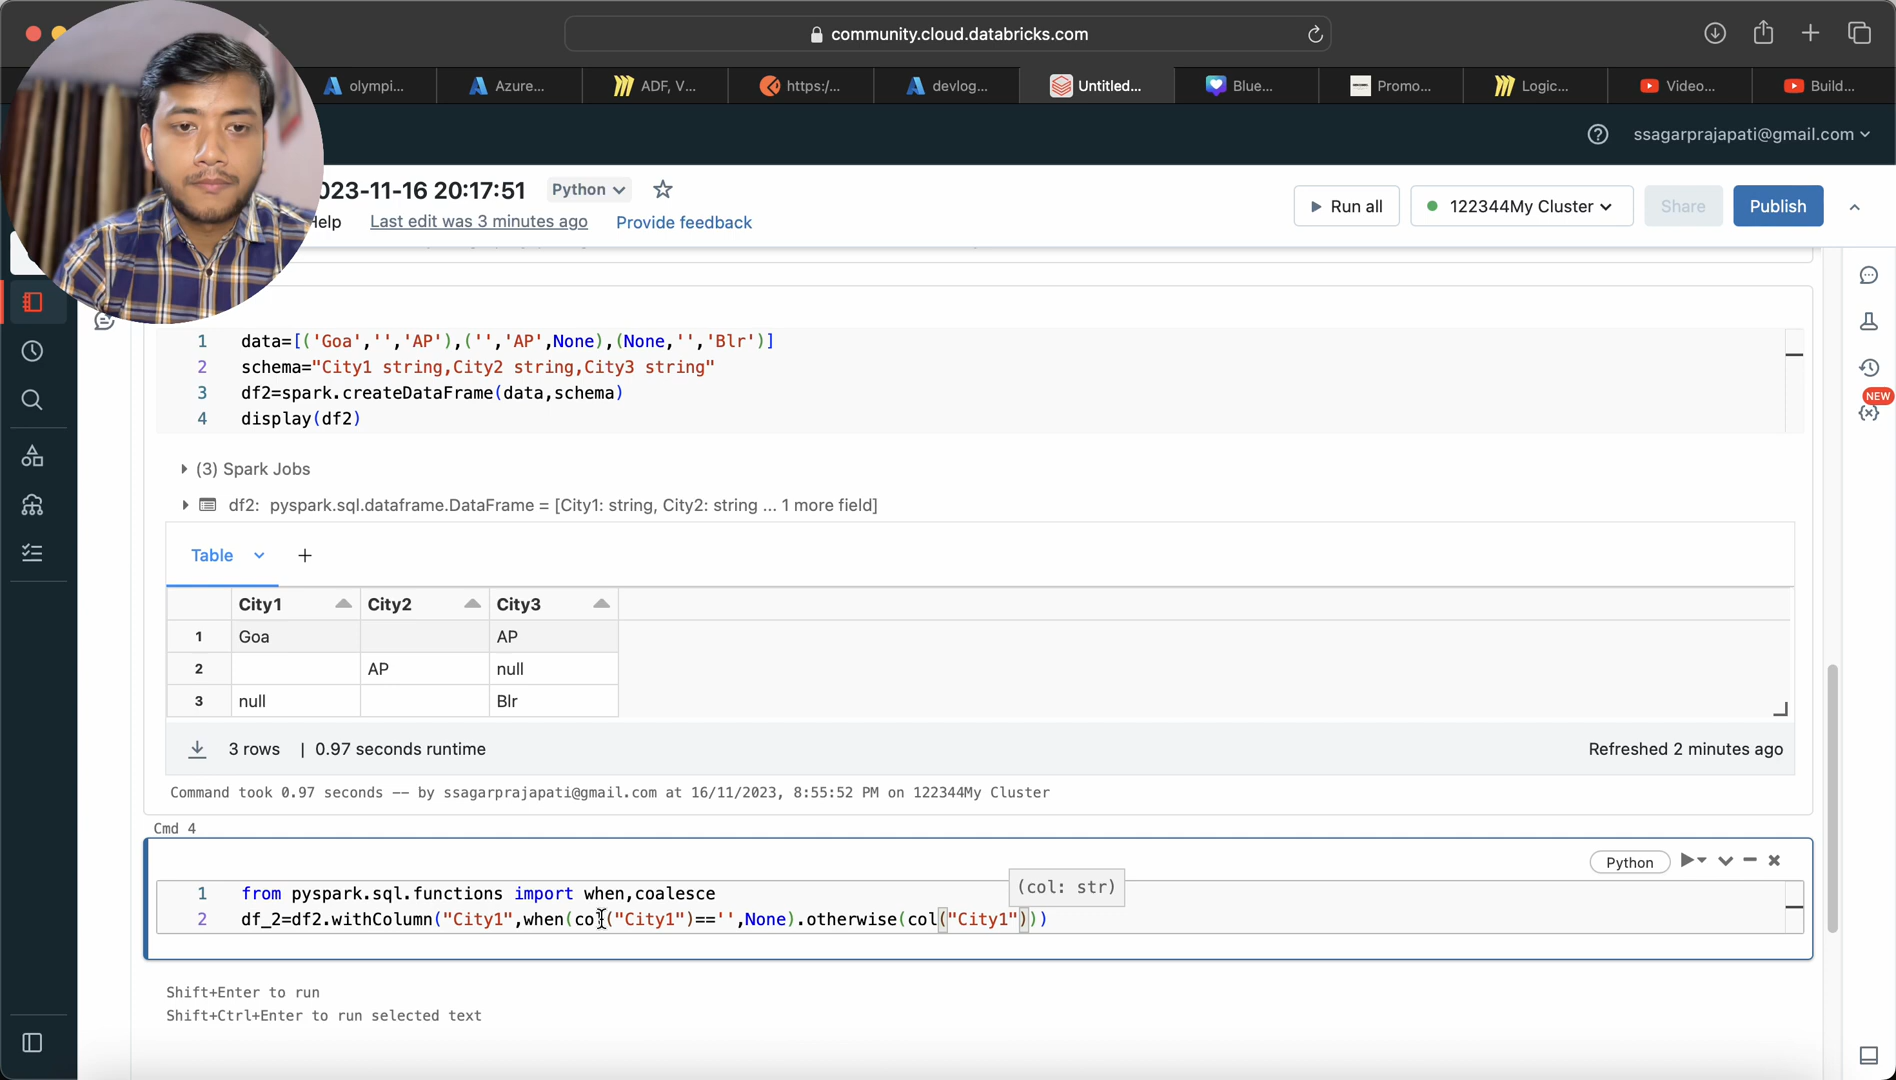 community.cloud.databricks.com
olympi...
Azure...
ADF, V...
https:/...
devlog...
Untitled...
Blue...
Promo...
Logic...
Video...
Build...
ssagarprajapati@gmail.com
023-11-16 20:17:51
Python
Help
Last edit was 3 minutes ago
Provide feedback
Run all
122344My Cluster
Share
Publish
NEW
1 data=[('Goa','','AP'),('','AP',None),(None,'','Blr')]
2 schema="City1 string,City2 string,City3 string"
3 df2=spark.createDataFrame(data,schema)
4 display(df2)
(3) Spark Jobs
df2: pyspark.sql.dataframe.DataFrame = [City1: string, City2: string ... 1 more field]
Table
+
City1 City2 City3
1 Goa AP
2 AP null
3 null Blr
3 rows | 0.97 seconds runtime
Refreshed 2 minutes ago
Command took 0.97 seconds -- by ssagarprajapati@gmail.com at 16/11/2023, 8:55:52 PM on 122344My Cluster
Cmd 4
Python
(col: str)
1 from pyspark.sql.functions import when,coalesce
2 df_2=df2.withColumn("City1",when(col("City1")=='',None).otherwise(col("City1")))
Shift+Enter to run
Shift+Ctrl+Enter to run selected text